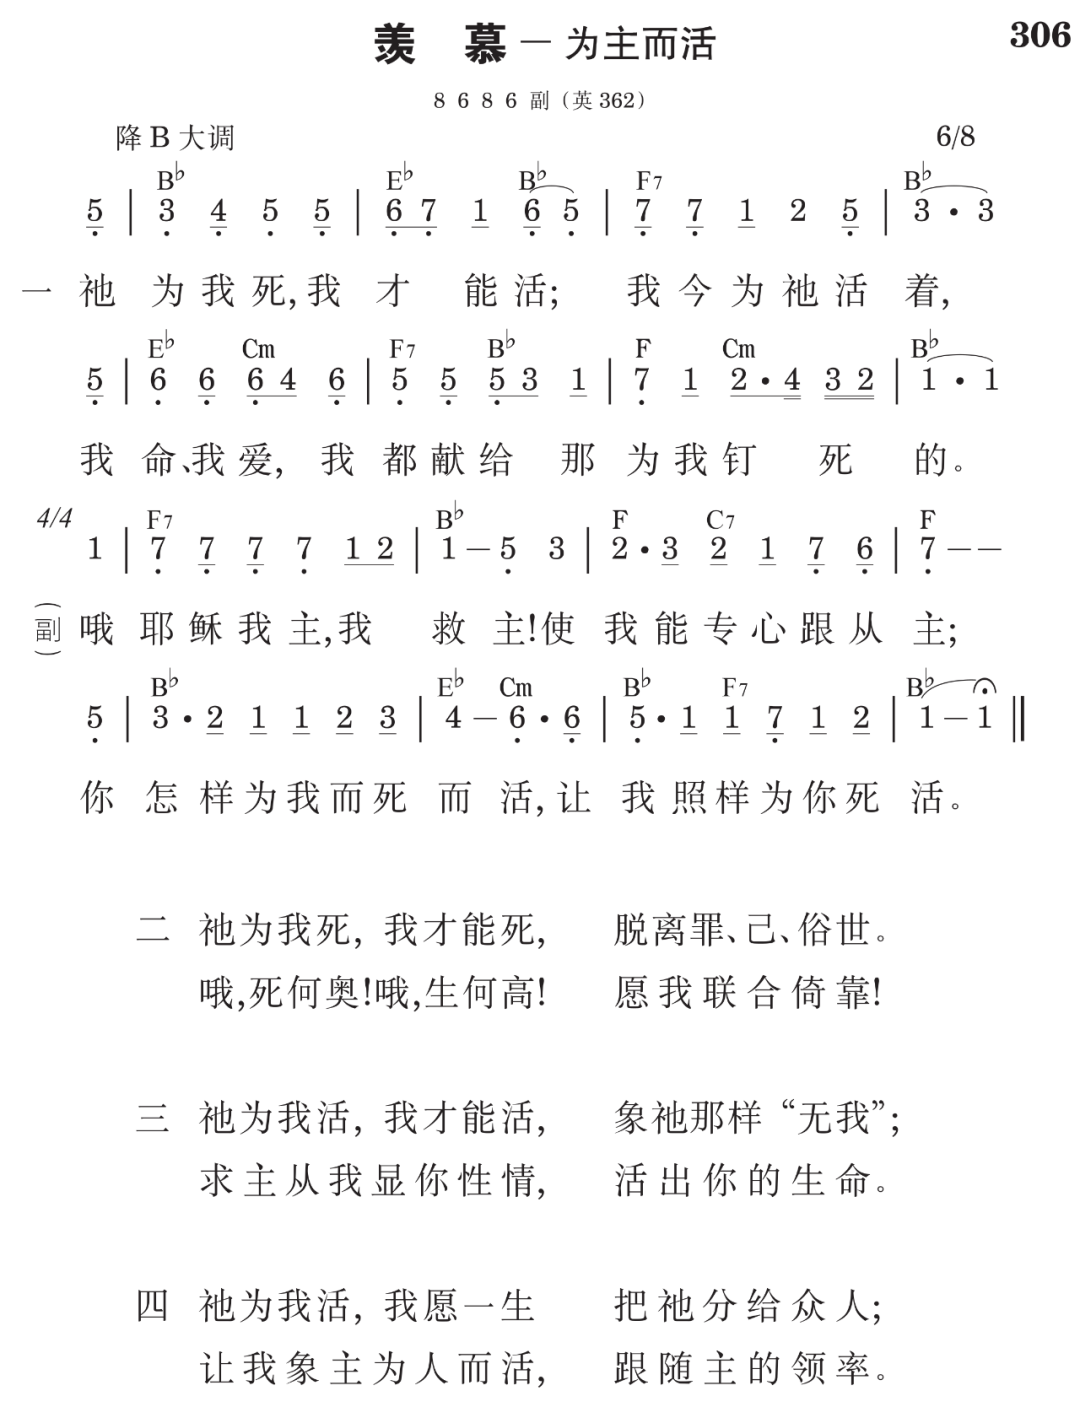 羡 慕 — 为主而活 306
8 6 8 6 副（英 362）
降 B 大调 6/8
B♭ E♭ B♭ F7 B♭
5 | 3 4 5 5 | 6 7 1 6 5 | 7 7 1 2 5 | 3 · 3
一 祂 为 我 死, 我 才 能 活; 我 今 为 祂 活 着,
E♭ Cm F7 B♭ F Cm B♭
5 | 6 6 6 4 6 | 5 5 5 3 1 | 7 1 2 · 4 3 2 | 1 · 1
我 命、我 爱, 我 都 献 给 那 为 我 钉 死 的。
4/4 F7 B♭ F C7 F
1 | 7 7 7 7 1 2 | 1 — 5 3 | 2 · 3 2 1 7 6 | 7 — —
（副） 哦 耶 稣 我 主, 我 救 主! 使 我 能 专 心 跟 从 主;
B♭ E♭ Cm B♭ F7 B♭
5 | 3 · 2 1 1 2 3 | 4 — 6 · 6 | 5 · 1 1 7 1 2 | 1 — 1 ‖
你 怎 样 为 我 而 死 而 活, 让 我 照 样 为 你 死 活。
二 祂为我死, 我才能死, 脱离罪、己、俗世。
哦,死何奥!哦,生何高! 愿我联合倚靠!
三 祂为我活, 我才能活, 象祂那样“无我”;
求主从我显你性情, 活出你的生命。
四 祂为我活, 我愿一生 把祂分给众人;
让我象主为人而活, 跟随主的领率。